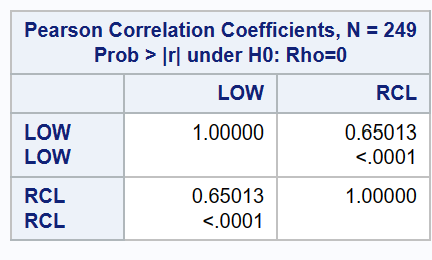 Pearson Correlation Coefficients, N = 249
Prob > |r| under H0: Rho=0
LOW RCL
LOW 1.00000 0.65013
LOW <.0001
RCL 0.65013 1.00000
RCL <.0001